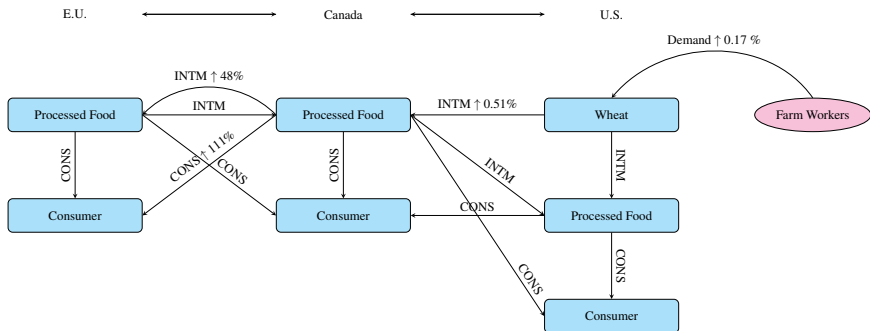 E.U.
Canada
U.S.
Demand ↑ 0.17 %
INTM ↑ 48%
INTM
INTM ↑ 0.51%
Processed Food
Processed Food
Wheat
Farm Workers
CONS
CONS ↑ 111%
CONS
CONS
INTM
INTM
Consumer
Consumer
CONS
Processed Food
CONS
CONS
Consumer